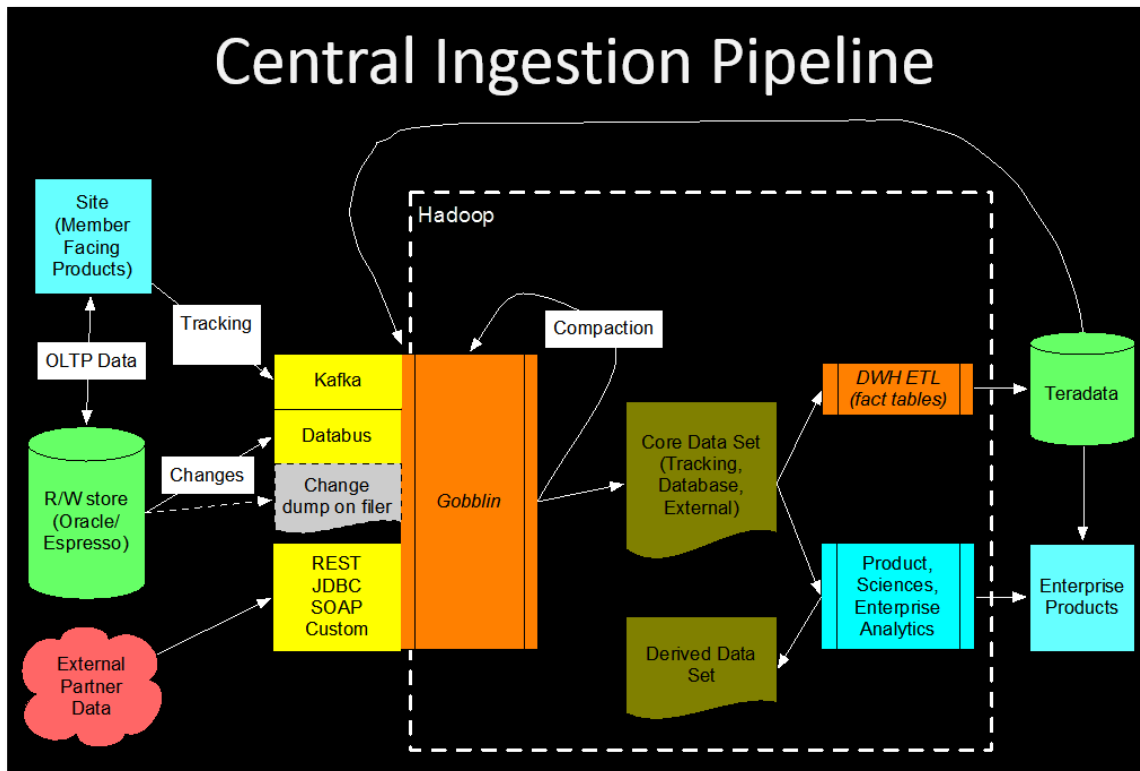 Central Ingestion Pipeline
Site
(Member
Facing
Products)
Hadoop
Tracking
Compaction
OLTP Data
Kafka
DWH ETL
(fact tables)
Teradata
Databus
Changes
Core Data Set
(Tracking,
Database,
External)
R/W store
(Oracle/
Espresso)
Change
dump on filer
Gobblin
REST
JDBC
SOAP
Custom
Product,
Sciences,
Enterprise
Analytics
Enterprise
Products
External
Partner
Data
Derived Data
Set